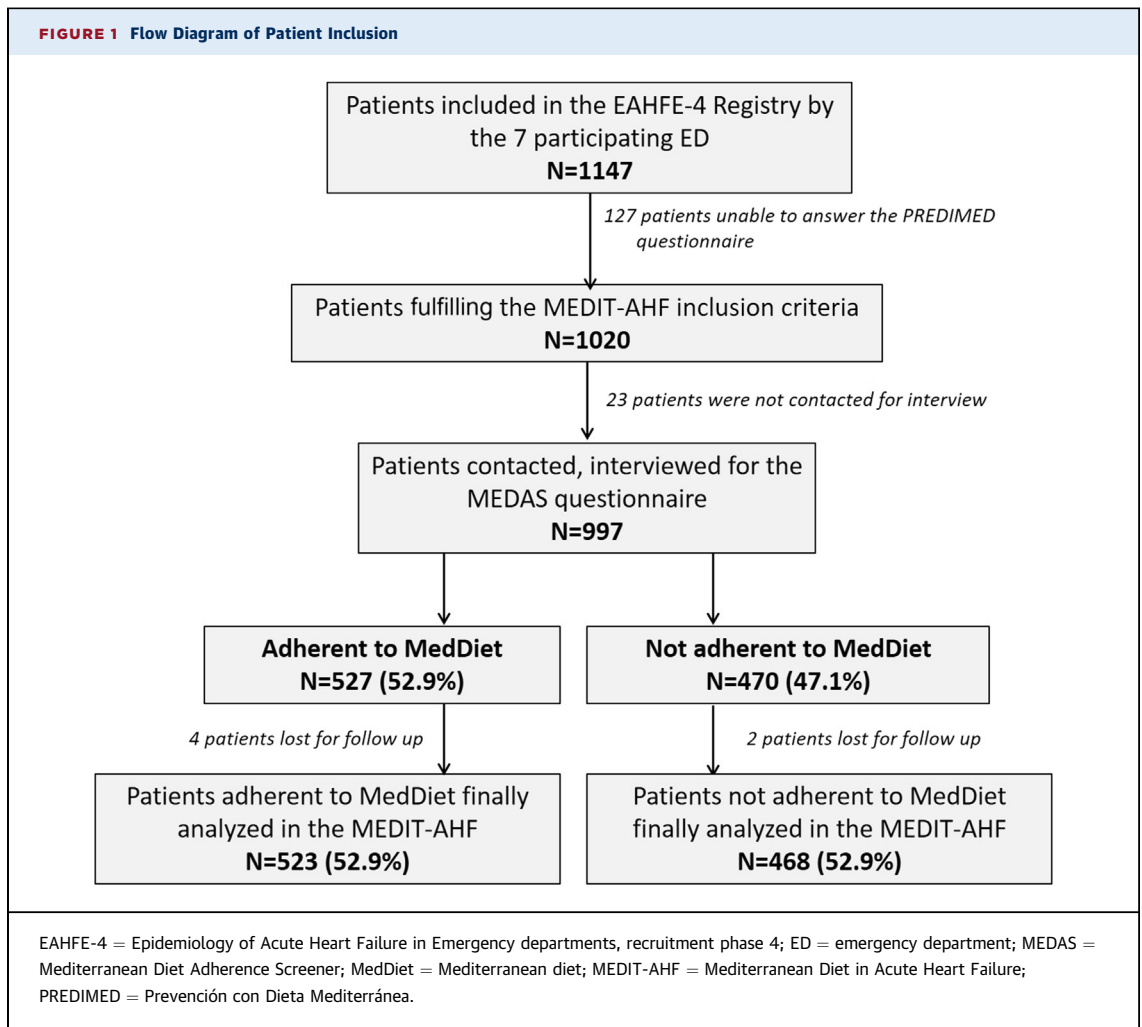 FIGURE 1 Flow Diagram of Patient Inclusion
Patients included in the EAHFE-4 Registry by
the 7 participating ED
N=1147
127 patients unable to answer the PREDIMED
questionnaire
Patients fulfilling the MEDIT-AHF inclusion criteria
N=1020
23 patients were not contacted for interview
Patients contacted, interviewed for the
MEDAS questionnaire
N=997
Adherent to MedDiet
N=527 (52.9%)
Not adherent to MedDiet
N=470 (47.1%)
4 patients lost for follow up
2 patients lost for follow up
Patients adherent to MedDiet finally
analyzed in the MEDIT-AHF
N=523 (52.9%)
Patients not adherent to MedDiet
finally analyzed in the MEDIT-AHF
N=468 (52.9%)
EAHFE-4 = Epidemiology of Acute Heart Failure in Emergency departments, recruitment phase 4; ED = emergency department; MEDAS =
Mediterranean Diet Adherence Screener; MedDiet = Mediterranean diet; MEDIT-AHF = Mediterranean Diet in Acute Heart Failure;
PREDIMED = Prevención con Dieta Mediterránea.